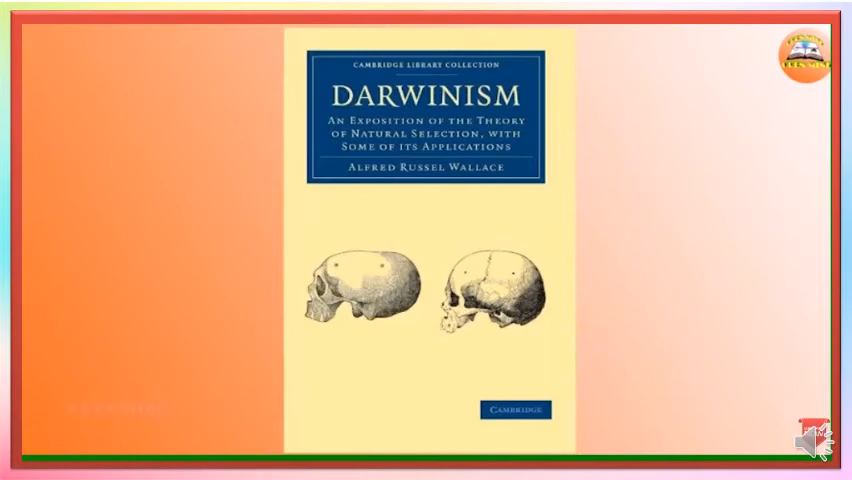 CAMBRIDGE LIBRARY COLLECTION
DARWINISM
AN EXPOSITION OF THE THEORY
OF NATURAL SELECTION, WITH
SOME OF ITS APPLICATIONS
ALFRED RUSSEL WALLACE
CAMBRIDGE